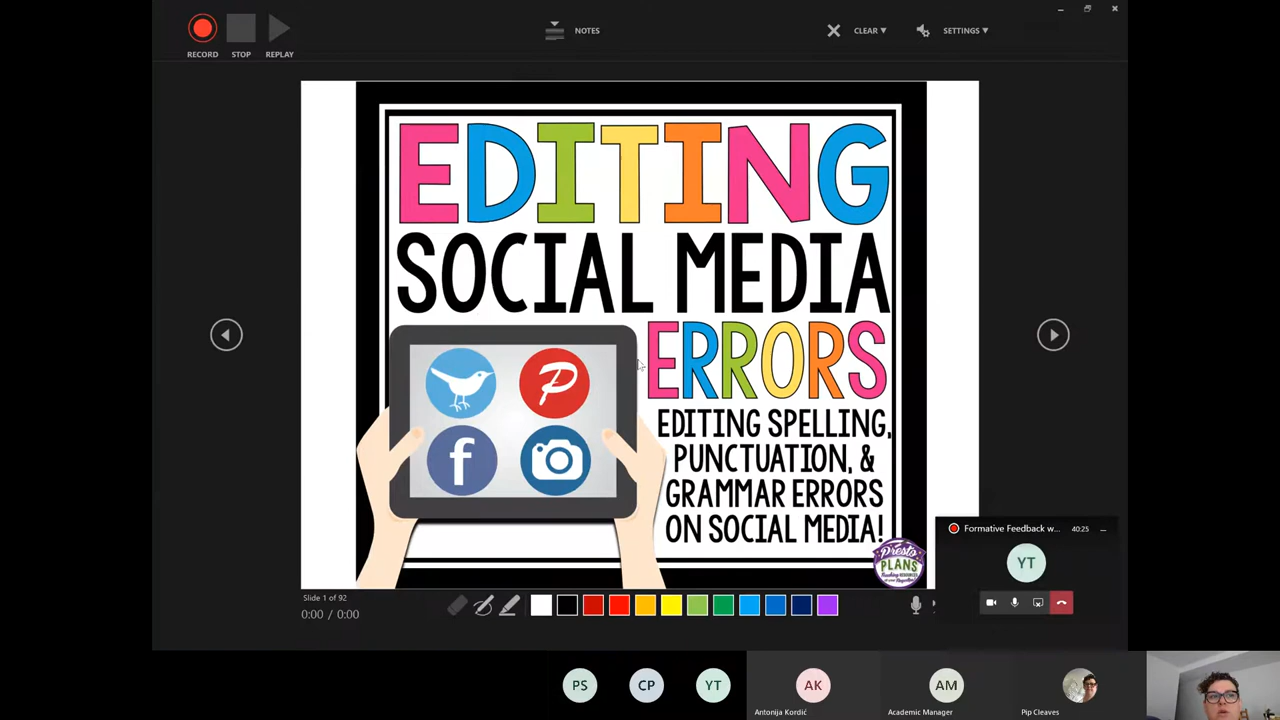 RECORD
STOP
REPLAY
NOTES
CLEAR
SETTINGS
EDITING
SOCIAL MEDIA
ERRORS
EDITING SPELLING,
PUNCTUATION, &
GRAMMAR ERRORS
ON SOCIAL MEDIA!
P
f
Presto
PLANS
Slide 1 of 92
0:00 / 0:00
Formative Feedback w...
40:25
YT
PS
CP
YT
AK
AM
Antonija Kordić
Academic Manager
Pip Cleaves